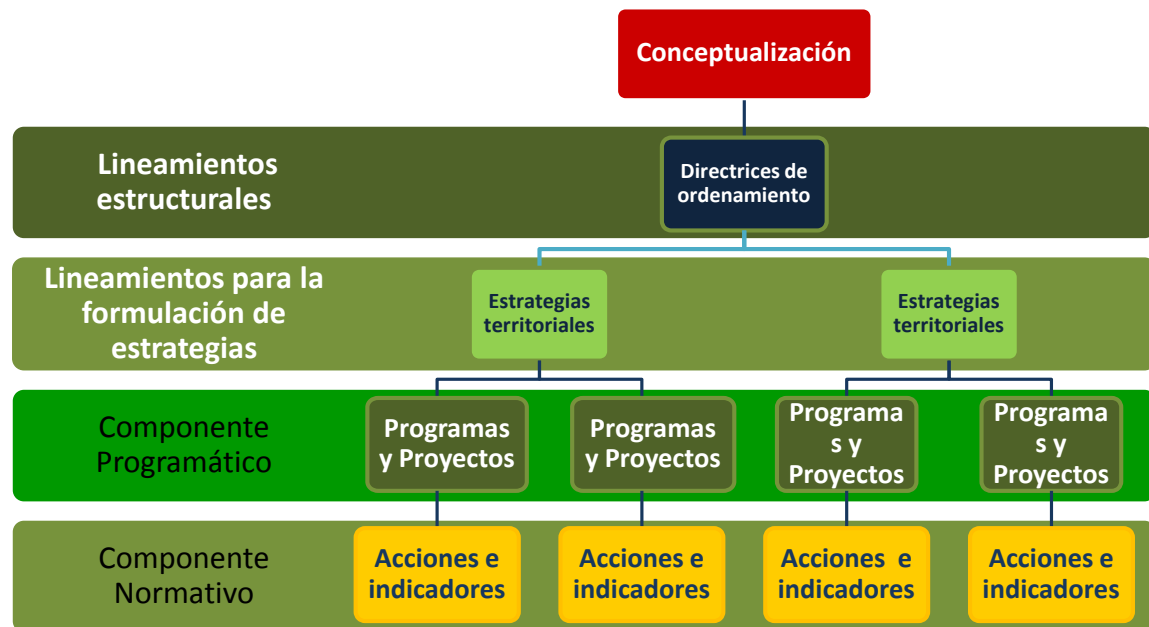 Conceptualización
Lineamientos
estructurales
Directrices de
ordenamiento
Lineamientos para la
formulación de
estrategias
Estrategias
territoriales
Estrategias
territoriales
Componente
Programático
Programas
y Proyectos
Programas
y Proyectos
Programa
s y
Proyectos
Programa
s y
Proyectos
Componente
Normativo
Acciones e
indicadores
Acciones e
indicadores
Acciones e
indicadores
Acciones e
indicadores